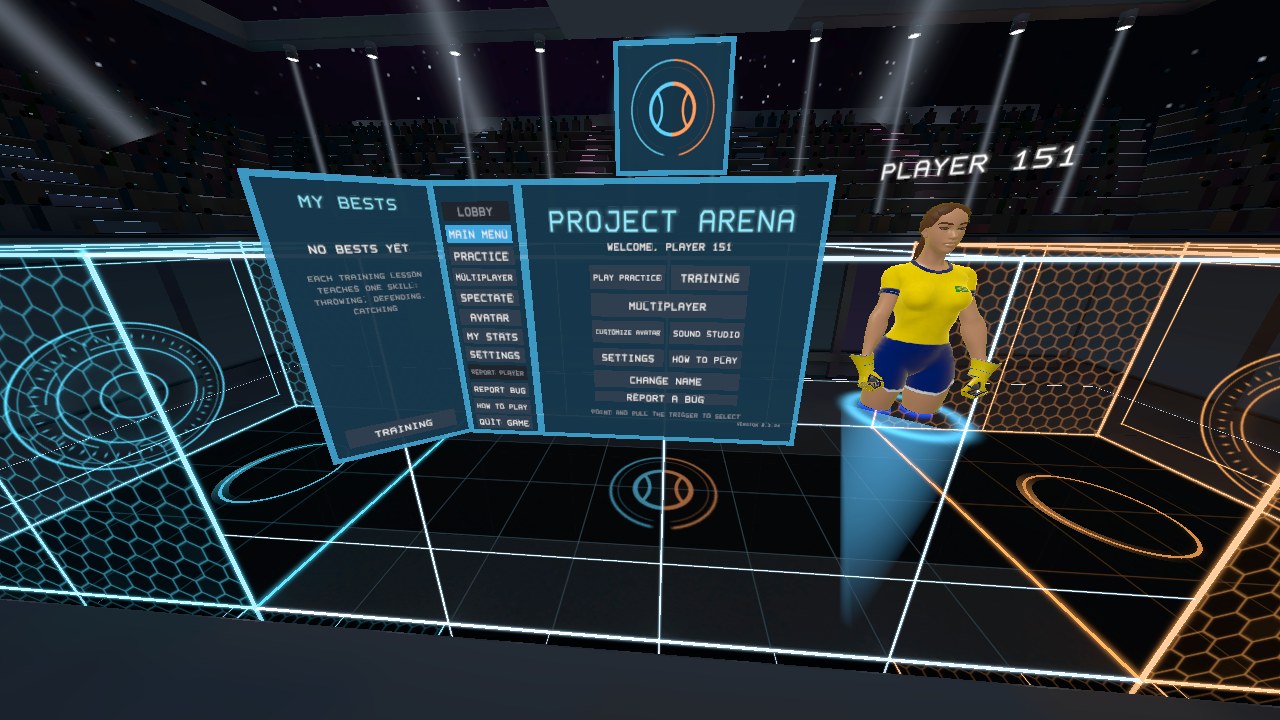 PLAYER 151
MY BESTS
NO BESTS YET
EACH TRAINING LESSON
TEACHES ONE SKILL:
THROWING, DEFENDING,
CATCHING
TRAINING
LOBBY
MAIN MENU
PRACTICE
MULTIPLAYER
SPECTATE
AVATAR
MY STATS
SETTINGS
REPORT PLAYER
REPORT BUG
HOW TO PLAY
QUIT GAME
PROJECT ARENA
WELCOME, PLAYER 151
PLAY PRACTICE
TRAINING
MULTIPLAYER
CUSTOMIZE AVATAR
SOUND STUDIO
SETTINGS
HOW TO PLAY
CHANGE NAME
REPORT A BUG
POINT AND PULL THE TRIGGER TO SELECT